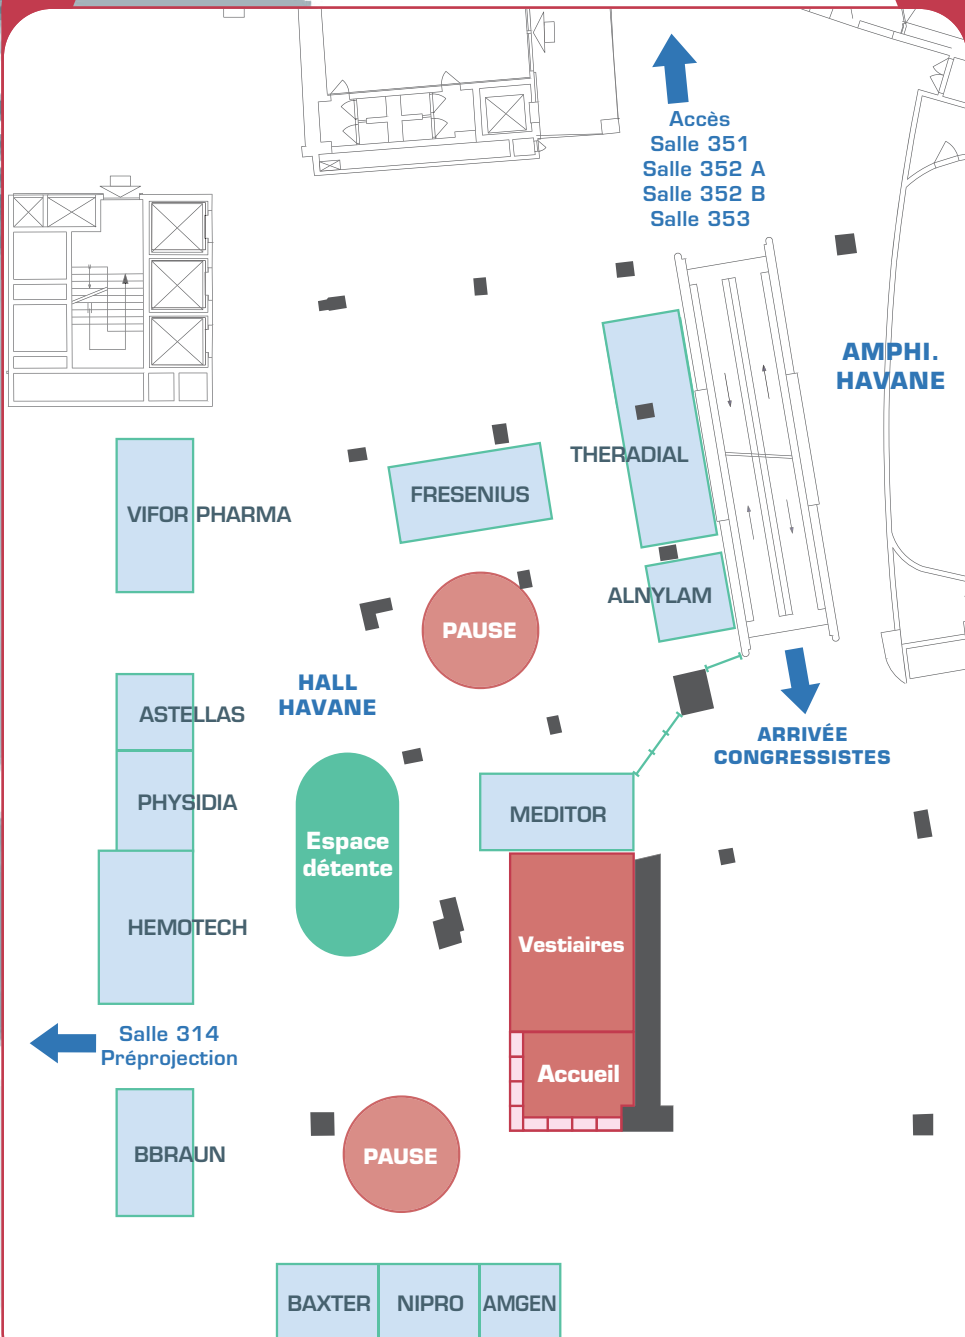 Accès
Salle 351
Salle 352 A
Salle 352 B
Salle 353
AMPHI.
HAVANE
THERADIAL
FRESENIUS
VIFOR PHARMA
ALNYLAM
PAUSE
HALL
HAVANE
ASTELLAS
ARRIVÉE
CONGRESSISTES
PHYSIDIA
MEDITOR
Espace
détente
HEMOTECH
Vestiaires
Salle 314
Préprojection
Accueil
BBRAUN
PAUSE
BAXTER
NIPRO
AMGEN